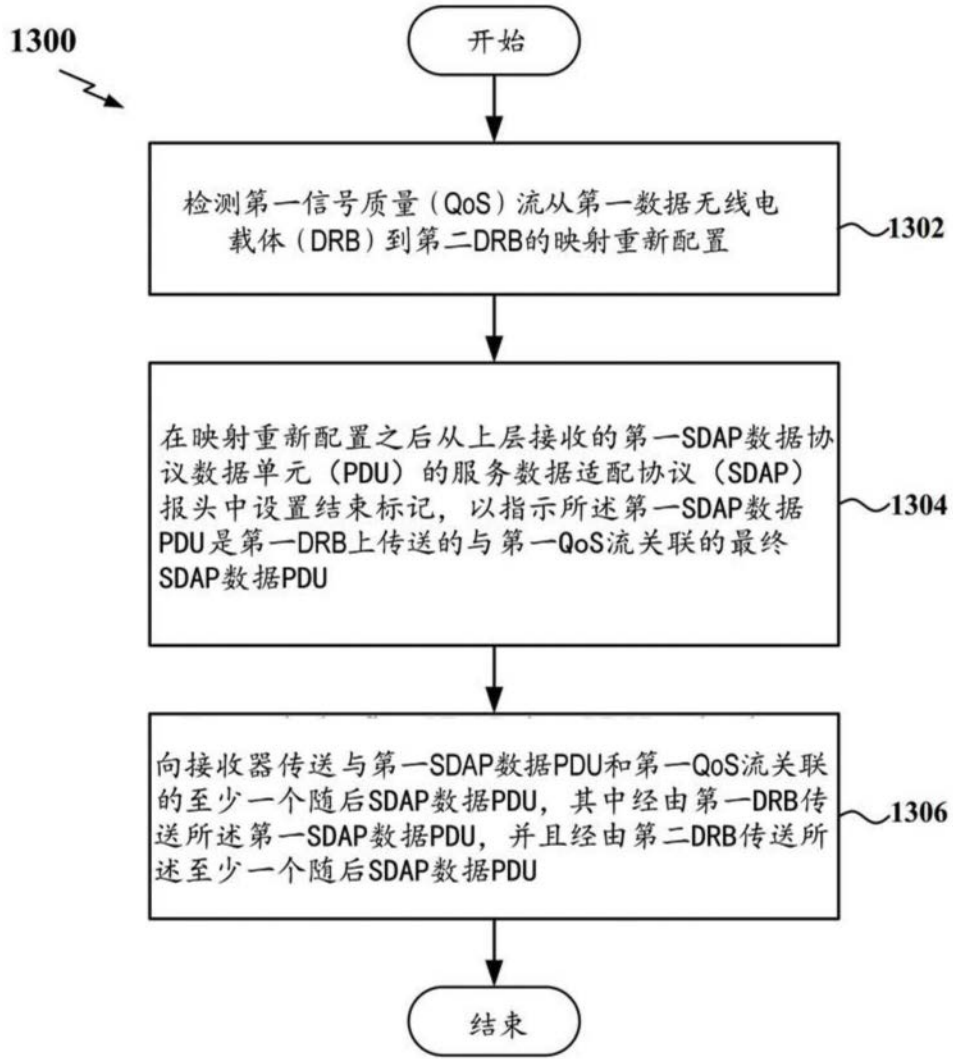 1300
开始
检测第一信号质量（QoS）流从第一数据无线电
载体（DRB）到第二DRB的映射重新配置
1302
在映射重新配置之后从上层接收的第一SDAP数据协
议数据单元（PDU）的服务数据适配协议（SDAP）
报头中设置结束标记，以指示所述第一SDAP数据
PDU是第一DRB上传送的与第一QoS流关联的最终
SDAP数据PDU
1304
向接收器传送与第一SDAP数据PDU和第一QoS流关联
的至少一个随后SDAP数据PDU，其中经由第一DRB传
送所述第一SDAP数据PDU，并且经由第二DRB传送所
述至少一个随后SDAP数据PDU
1306
结束